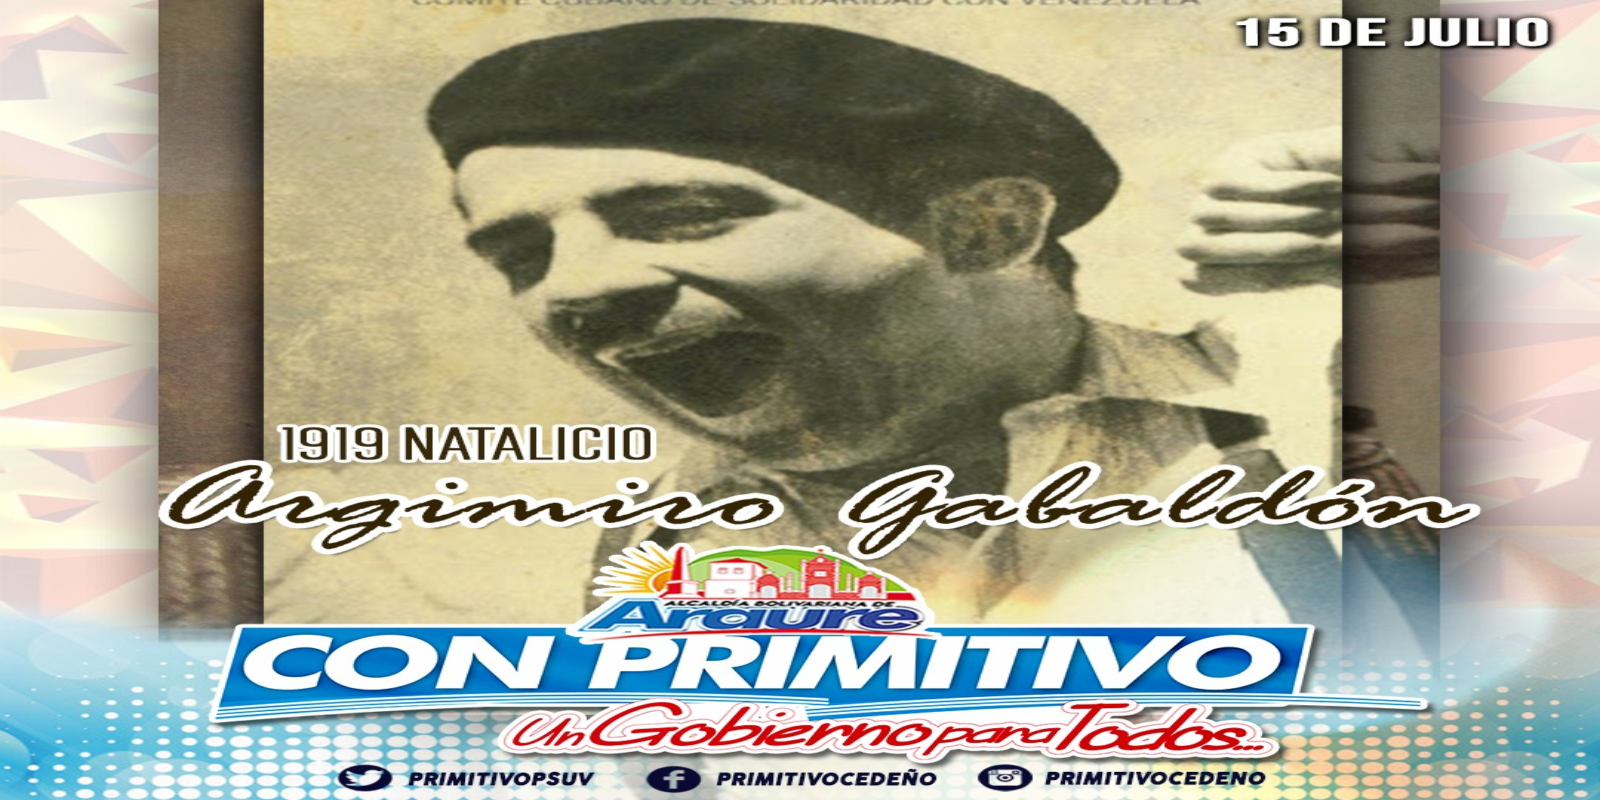 COMITE CUBANO DE SOLIDARIDAD CON VENEZUELA
15 DE JULIO
1919 NATALICIO
Argimiro Gabaldón
ALCALDÍA BOLIVARIANA DE
Araure
CON PRIMITIVO
Un Gobierno para Todos...
PRIMITIVOPSUV PRIMITIVOCEDEÑO PRIMITIVOCEDENO